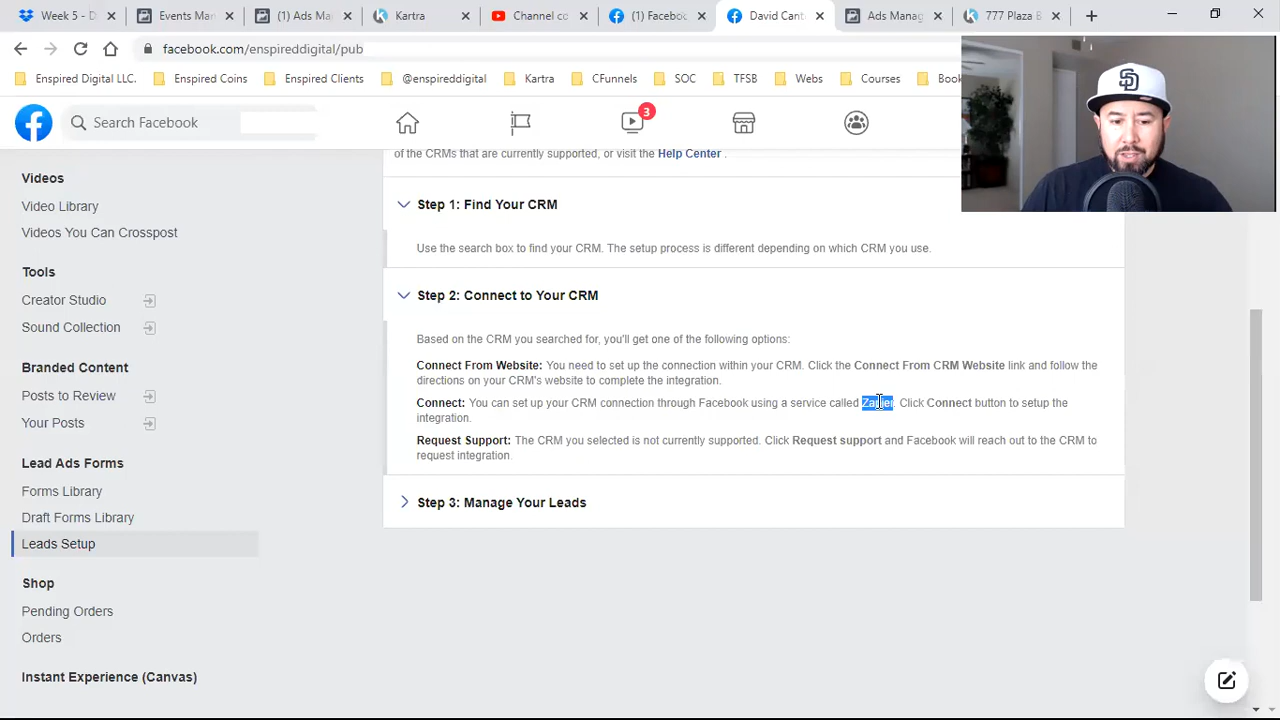 Week 5 - D
Events Man
(1) Ads Ma
Kartra
Channel co
(1) Faceboo
David Cant
Ads Manag
777 Plaza B
facebook.com/enspireddigital/pub
Enspired Digital LLC.
Enspired Coins
Enspired Clients
@enspireddigital
Kartra
CFunnels
SOC
TFSB
Webs
Courses
Book
Search Facebook
3
of the CRMs that are currently supported, or visit the Help Center .
Videos
Video Library
Videos You Can Crosspost
Tools
Creator Studio
Sound Collection
Branded Content
Posts to Review
Your Posts
Lead Ads Forms
Forms Library
Draft Forms Library
Leads Setup
Shop
Pending Orders
Orders
Instant Experience (Canvas)
Step 1: Find Your CRM
Use the search box to find your CRM. The setup process is different depending on which CRM you use.
Step 2: Connect to Your CRM
Based on the CRM you searched for, you'll get one of the following options:
Connect From Website: You need to set up the connection within your CRM. Click the Connect From CRM Website link and follow the
directions on your CRM's website to complete the integration.
Connect: You can set up your CRM connection through Facebook using a service called Zapier. Click Connect button to setup the
integration.
Request Support: The CRM you selected is not currently supported. Click Request support and Facebook will reach out to the CRM to
request integration.
Step 3: Manage Your Leads